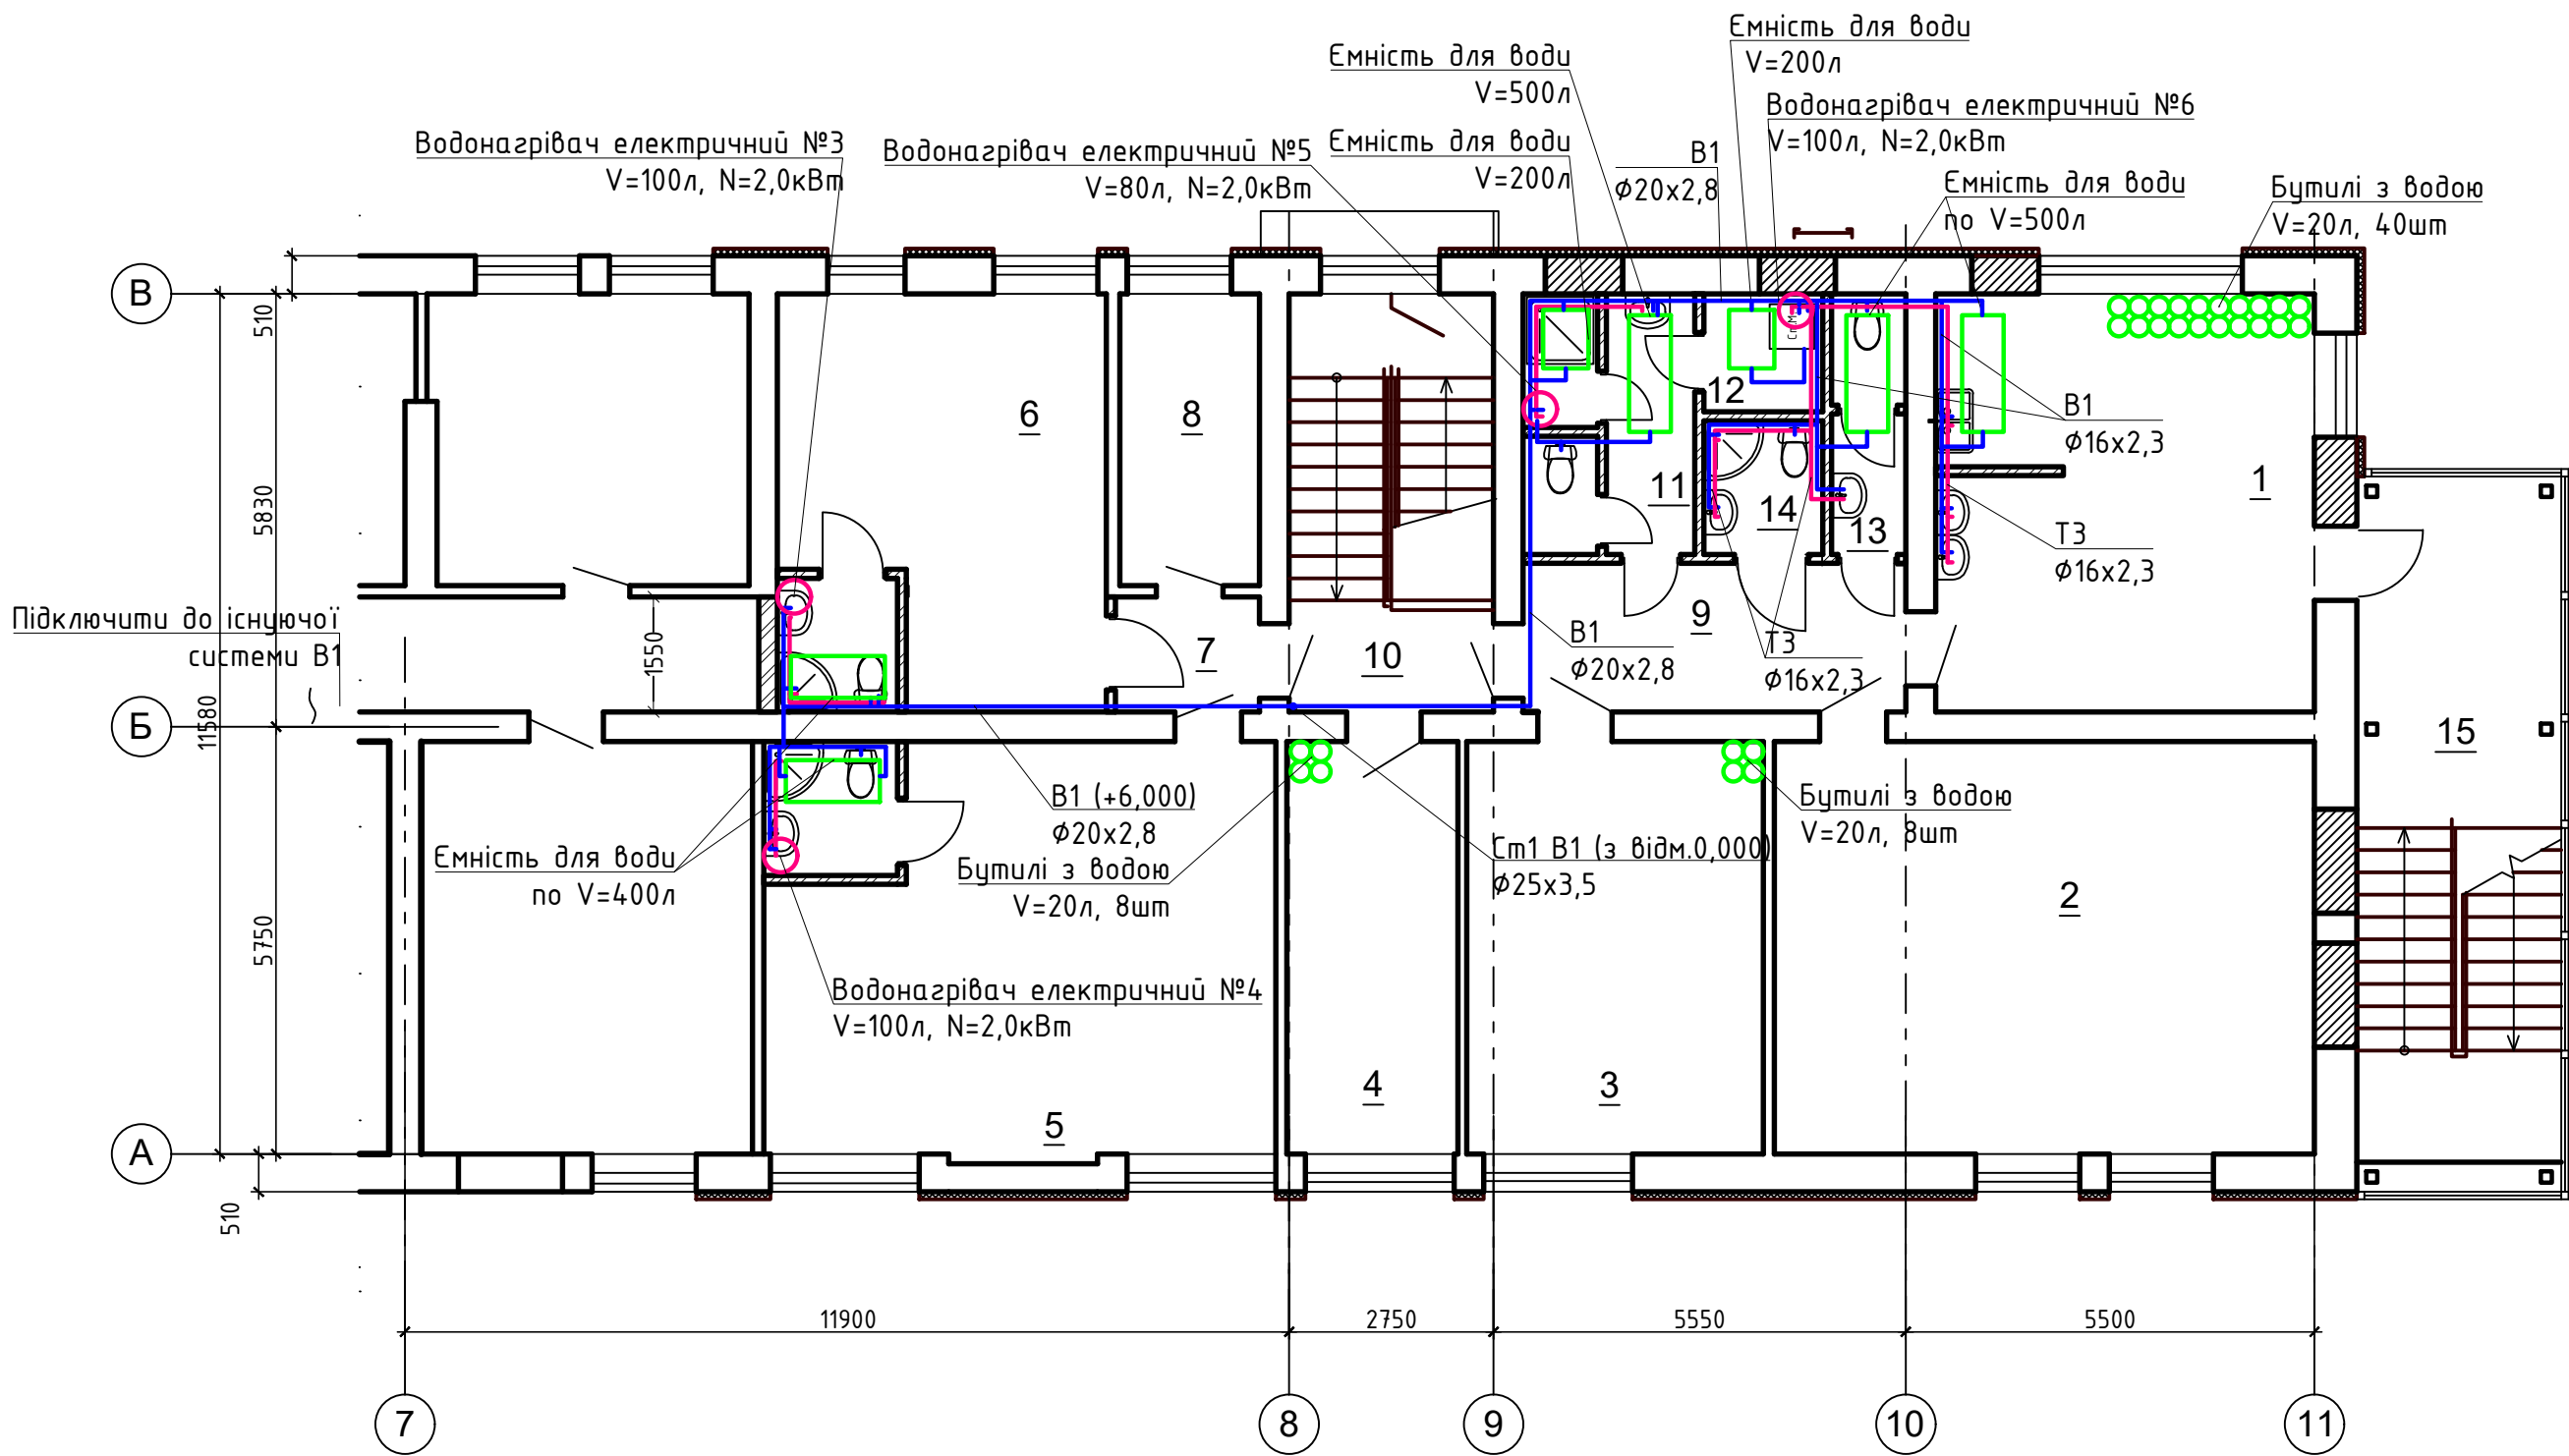 Ємність для води
V=200л
Ємність для води
V=500л
Водонагрівач електричний №6
V=100л, N=2,0кВт
Водонагрівач електричний №3
V=100л, N=2,0кВт
Водонагрівач електричний №5
V=80л, N=2,0кВт
Ємність для води
V=200л
В1
Ф20х2,8
Ємність для води
по V=500л
Бутилі з водою
V=20л, 40шт
В
510
5830
11580
6
8
12
11
14
13
1
В1
Ф16х2,3
Т3
Ф16х2,3
Підключити до існуючої
системи В1
1550
7
10
9
В1
Ф20х2,8
Т3
Ф16х2,3
Б
15
В1 (+6,000)
Ф20х2,8
Бутилі з водою
V=20л, 8шт
Ємність для води
по V=400л
Бутилі з водою
V=20л, 8шт
Ст1 В1 (з відм.0,000)
Ф25х3,5
5750
2
Водонагрівач електричний №4
V=100л, N=2,0кВт
4
3
5
А
510
11900
2750
5550
5500
7
8
9
10
11